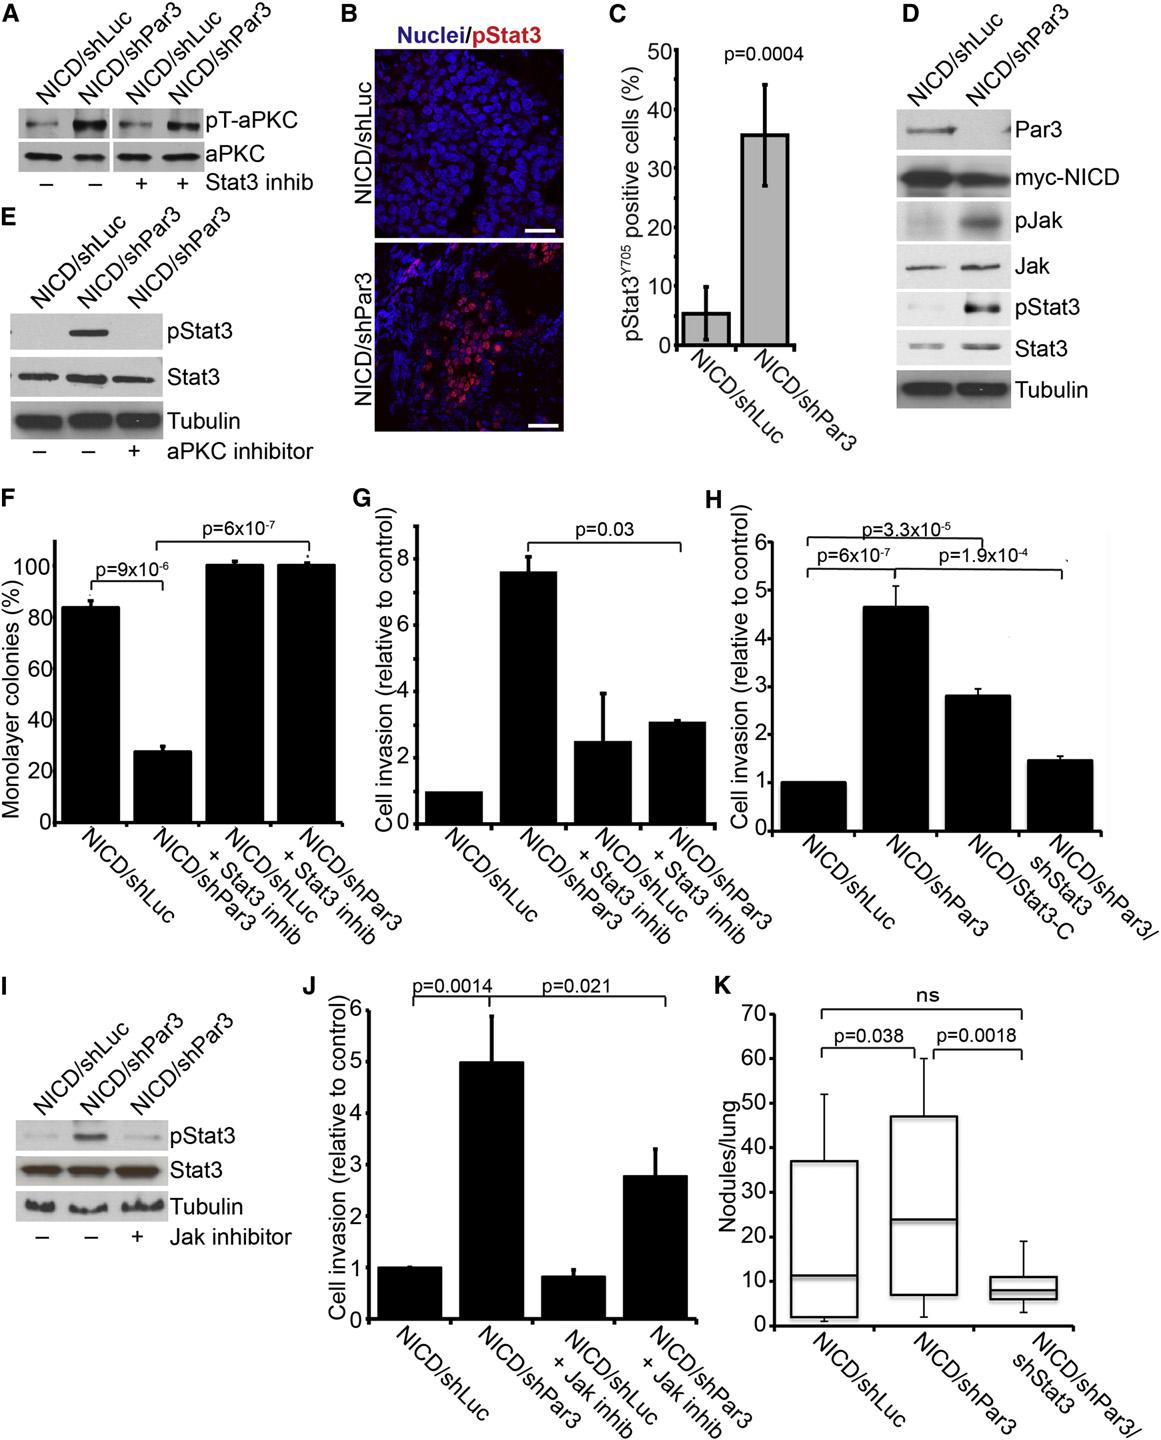 A
NICD/shLuc
NICD/shPar3
NICD/shLuc
NICD/shPar3
pT-aPKC
aPKC
– – + + Stat3 inhib
B
Nuclei/pStat3
NICD/shLuc
NICD/shPar3
C
pStat3Y705 positive cells (%)
50
40
30
20
10
0
p=0.0004
NICD/shLuc
NICD/shPar3
D
NICD/shLuc
NICD/shPar3
Par3
myc-NICD
pJak
Jak
pStat3
Stat3
Tubulin
E
NICD/shLuc
NICD/shPar3
NICD/shPar3
pStat3
Stat3
Tubulin
– – + aPKC inhibitor
F
Monolayer colonies (%)
100
80
60
40
20
0
p=9x10-6
p=6x10-7
NICD/shLuc
NICD/shPar3
NICD/shLuc
+ Stat3 inhib
NICD/shPar3
+ Stat3 inhib
G
Cell invasion (relative to control)
8
6
4
2
0
p=0.03
NICD/shLuc
NICD/shPar3
NICD/shLuc
+ Stat3 inhib
NICD/shPar3
+ Stat3 inhib
H
Cell invasion (relative to control)
6
5
4
3
2
1
0
p=3.3x10-5
p=6x10-7
p=1.9x10-4
NICD/shLuc
NICD/shPar3
NICD/Stat3-C
NICD/shPar3/
shStat3
I
NICD/shLuc
NICD/shPar3
NICD/shPar3
pStat3
Stat3
Tubulin
– – + Jak inhibitor
J
Cell invasion (relative to control)
6
5
4
3
2
1
0
p=0.0014
p=0.021
NICD/shLuc
NICD/shPar3
NICD/shLuc
+ Jak inhib
NICD/shPar3
+ Jak inhib
K
Nodules/lung
70
60
50
40
30
20
10
0
ns
p=0.038
p=0.0018
NICD/shLuc
NICD/shPar3
NICD/shPar3/
shStat3